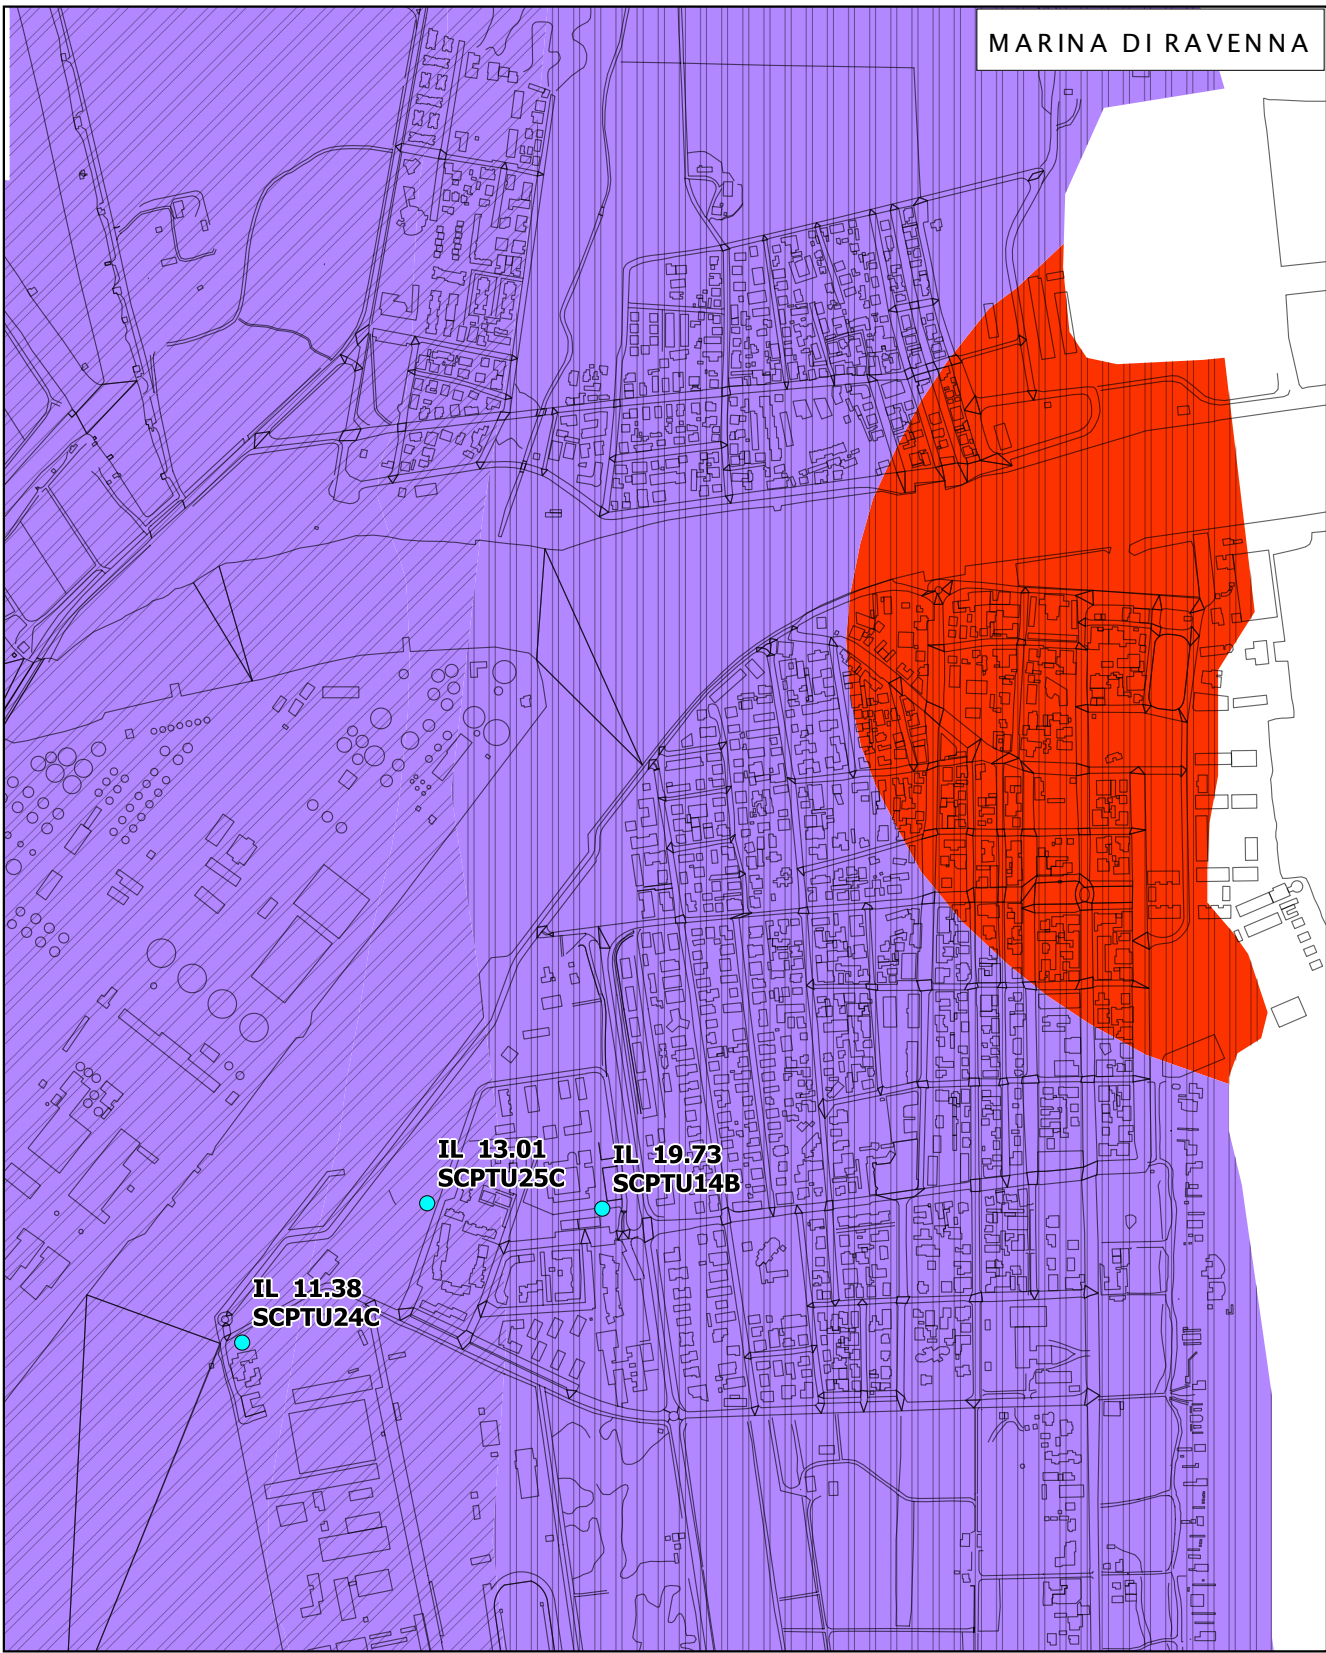 MARINA DI RAVENNA
IL 13.01
SCPTU25C
IL 19.73
SCPTU14B
IL 11.38
SCPTU24C